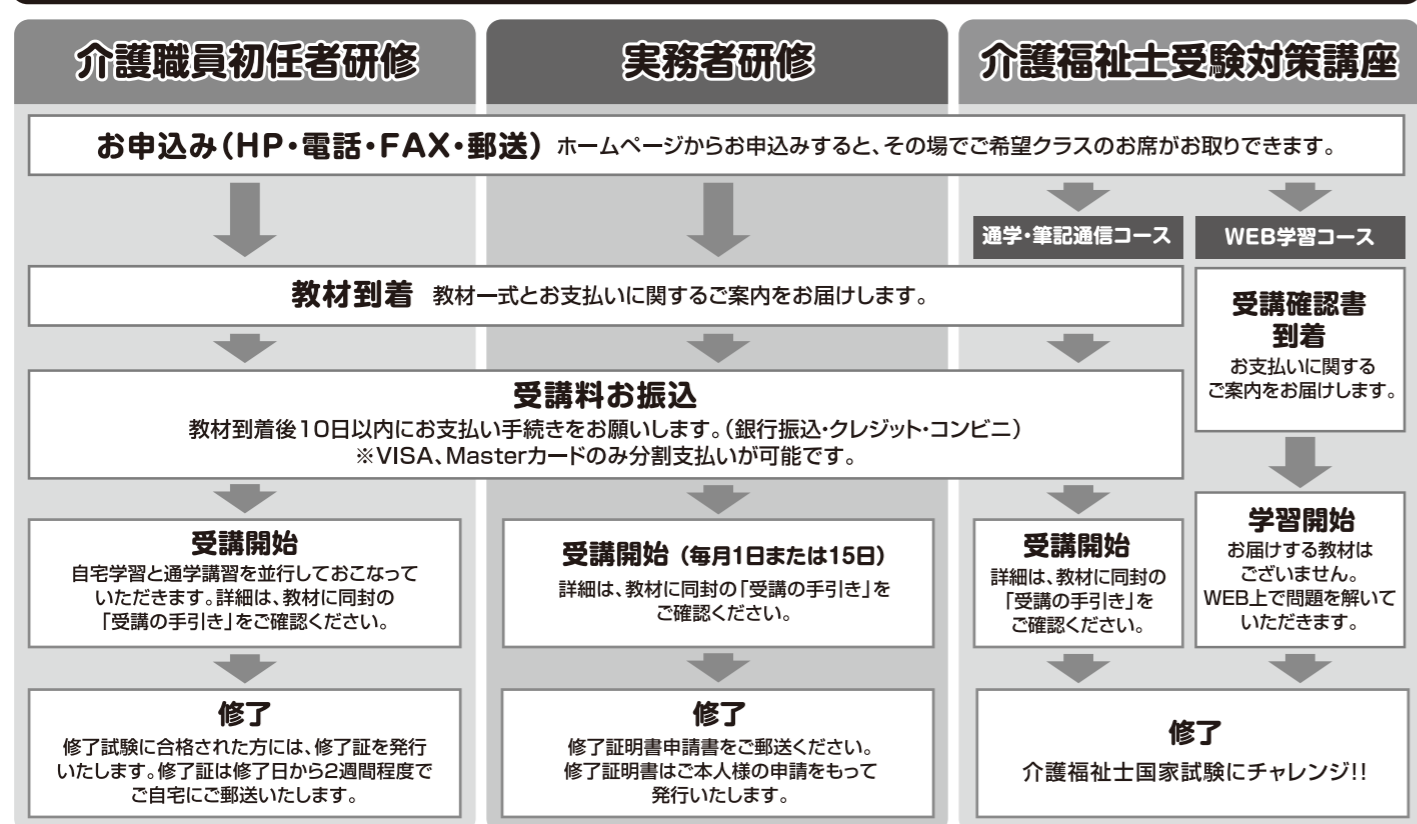 介護職員初任者研修
実務者研修
介護福祉士受験対策講座
お申込み(HP・電話・FAX・郵送) ホームページからお申込みすると、その場でご希望クラスのお席がお取りできます。
通学・筆記通信コース
WEB学習コース
教材到着 教材一式とお支払いに関するご案内をお届けします。
受講確認書
到着
お支払いに関する
ご案内をお届けします。
受講料お振込
教材到着後10日以内にお支払い手続きをお願いします。(銀行振込・クレジット・コンビニ)
※VISA、Masterカードのみ分割支払いが可能です。
受講開始
自宅学習と通学講習を並行しておこなって
いただきます。詳細は、教材に同封の
「受講の手引き」をご確認ください。
受講開始(毎月1日または15日)
詳細は、教材に同封の「受講の手引き」を
ご確認ください。
受講開始
詳細は、教材に同封の
「受講の手引き」を
ご確認ください。
学習開始
お届けする教材は
ございません。
WEB上で問題を解いて
いただきます。
修了
修了試験に合格された方には、修了証を発行
いたします。修了証は修了日から2週間程度で
ご自宅にご郵送いたします。
修了
修了証明書申請書をご郵送ください。
修了証明書はご本人様の申請をもって
発行いたします。
修了
介護福祉士国家試験にチャレンジ!!